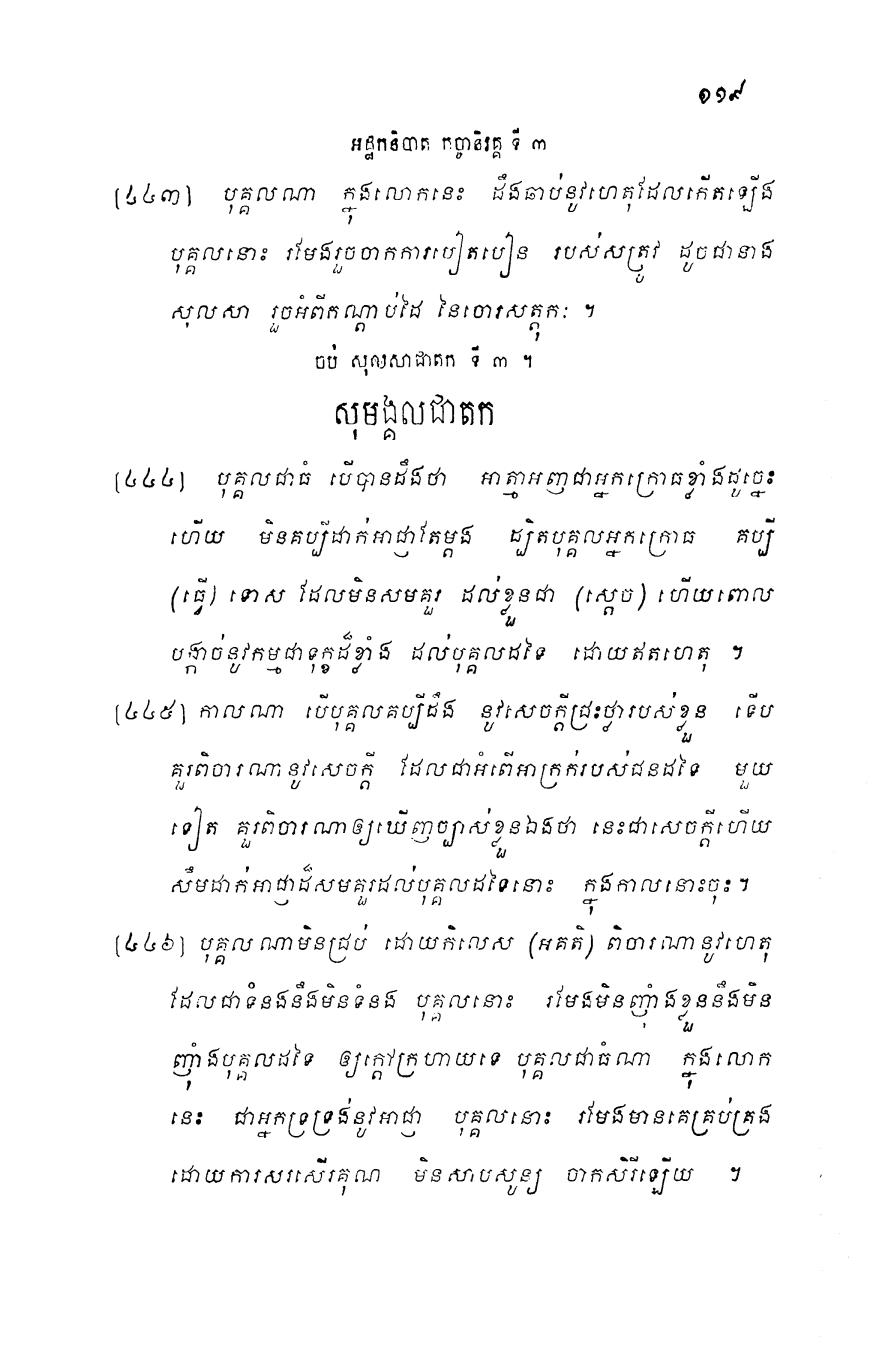 ១១៩
អដ្ឋកនិបាត កច្ចានិវគ្គ ទី ៣
(៤៤៣) បុគ្គលណា ក្នុងលោកនេះ ដឹងឆាប់នូវហេតុដែលកើតឡើង
បុគ្គលនោះ រមែងរួចចាកការបៀតបៀន របស់សត្រូវ ដូចជានាង
សុលសា រួចអំពីកណ្តាប់ដៃ នៃចោរសត្តុកៈ ។
ចប់ សុលសាជាតក ទី ៣ ។
សុមង្គលជាតក
(៤៤៤) បុគ្គលជាធំ បើបានដឹងថា អាត្មាអញជាអ្នកក្រោធខ្លាំងដូច្នេះ
ហើយ មិនគប្បីដាក់អាជ្ញាតែម្តង ដ្បិតបុគ្គលអ្នកក្រោធ គប្បី
(ធ្វើ) ទោស ដែលមិនសមគួរ ដល់ខ្លួនជា (ស្តេច) ហើយពោល
បង្កាច់នូវកម្មជាទុក្ខដ៏ខ្លាំង ដល់បុគ្គលដទៃ ដោយឥតហេតុ ។
(៤៤៥) កាលណា បើបុគ្គលគប្បីដឹង នូវសេចក្តីជ្រះថ្លារបស់ខ្លួន ទើប
គួរពិចារណានូវសេចក្តី ដែលជាអំពើអាក្រក់របស់ជនដទៃ មួយ
ទៀត គួរពិចារណាឲ្យឃើញច្បាស់ខ្លួនឯងថា នេះជាសេចក្តីហើយ
សឹមដាក់អាជ្ញាដ៏សមគួរដល់បុគ្គលដទៃនោះ ក្នុងកាលនោះចុះ ។
(៤៤៦) បុគ្គលណាមិនជ្រប់ ដោយកិលេស (អគតិ) ពិចារណានូវហេតុ
ដែលជាទំនងនឹងមិនទំនង បុគ្គលនោះ រមែងមិនញុំាងខ្លួននឹងមិន
ញុំាងបុគ្គលដទៃ ឲ្យក្តៅក្រហាយទេ បុគ្គលជាធំណា ក្នុងលោក
នេះ ជាអ្នកទ្រទ្រង់នូវអាជ្ញា បុគ្គលនោះ រមែងមានគេគ្រប់គ្រង
ដោយការសរសើរគុណ មិនសាបសូន្យ ចាកសិរីឡើយ ។